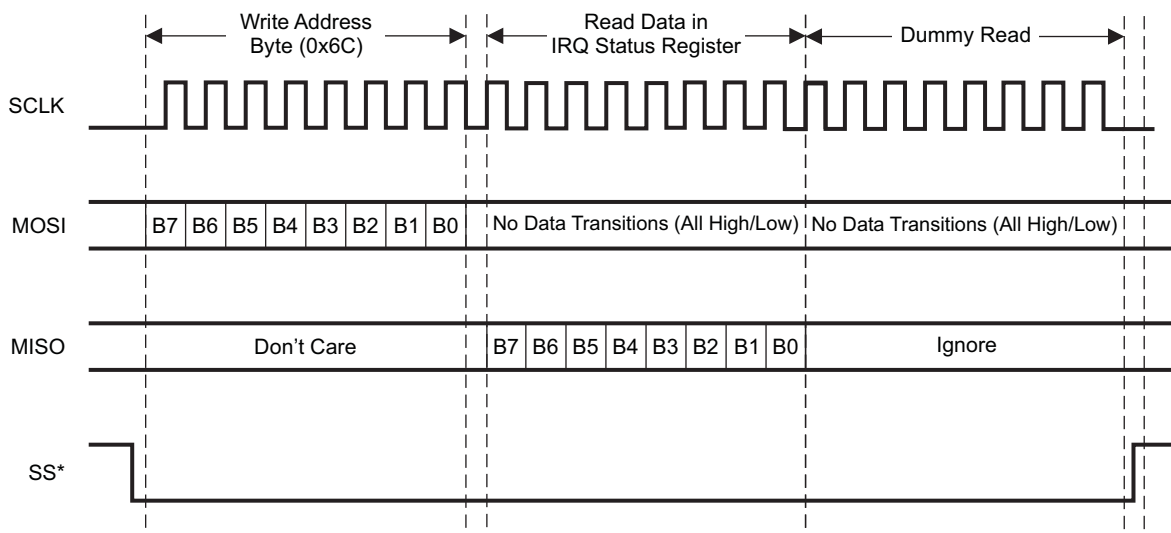 Write Address
Byte (0x6C)
Read Data in
IRQ Status Register
Dummy Read
SCLK
MOSI
B7 B6 B5 B4 B3 B2 B1 B0
No Data Transitions (All High/Low)
No Data Transitions (All High/Low)
MISO
Don't Care
B7 B6 B5 B4 B3 B2 B1 B0
Ignore
SS*